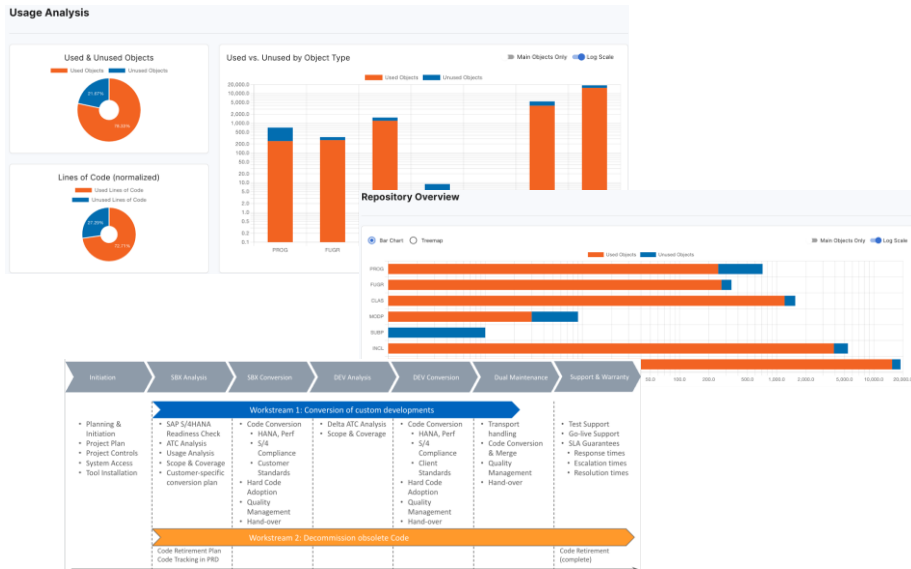 Usage Analysis
Used & Unused Objects
Used Objects Unused Objects
21.97%
78.03%
Lines of Code (normalized)
Used Lines of Code
Unused Lines of Code
27.29%
72.71%
Used vs. Unused by Object Type
Main Objects Only Log Scale
Used Objects Unused Objects
20,000.0
10,000.0
5,000.0
2,000.0
1,000.0
500.0
200.0
100.0
50.0
20.0
10.0
5.0
2.0
1.0
0.5
0.2
0.1
PROG FUGR
Repository Overview
Bar Chart Treemap
Main Objects Only Log Scale
Used Objects Unused Objects
PROG
FUGR
CLAS
MODP
SUBP
INCL
50.0 100.0 200.0 500.0 1,000.0 2,000.0 5,000.0 10,000.0 20,000
Initiation
SBX Analysis
SBX Conversion
DEV Analysis
DEV Conversion
Dual Maintenance
Support & Warranty
Workstream 1: Conversion of custom developments
• Planning &
Initiation
• Project Plan
• Project Controls
• System Access
• Tool Installation
• SAP S/4HANA
Readiness Check
• ATC Analysis
• Usage Analysis
• Scope & Coverage
• Customer-specific
conversion plan
• Code Conversion
• HANA, Perf
• S/4
Compliance
• Customer
Standards
• Hard Code
Adoption
• Quality
Management
• Hand-over
• Delta ATC Analysis
• Scope & Coverage
• Code Conversion
• HANA, Perf
• S/4
Compliance
• Client
Standards
• Hard Code
Adoption
• Quality
Management
• Hand-over
• Transport
handling
• Code Conversion
& Merge
• Quality
Management
• Hand-over
• Test Support
• Go-live Support
• SLA Guarantees
• Response times
• Escalation times
• Resolution times
Workstream 2: Decommission obsolete Code
Code Retirement Plan
Code Tracking in PRD
Code Retirement
(complete)